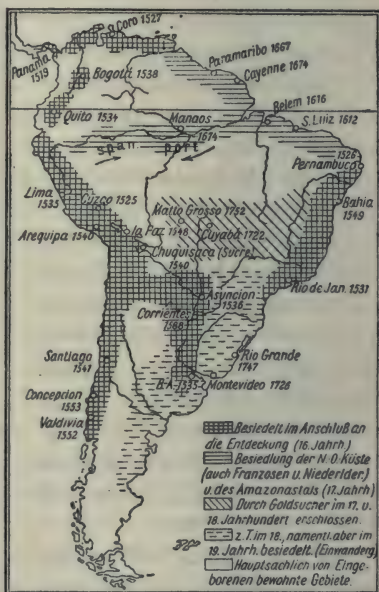 Coro 1527
Panama
1519
Bogotá 1538
Paramaribo 1667
Cayenne 1674
Quito 1534
Manaos
1674
Belem 1616
S. Luiz 1612
span port
1526
Pernambuco
Lima
1535
Cuzco 1525
Matto Grosso 1752
Bahia
1549
Arequipa 1540
la Paz 1548
Cuyabá 1722
Chuquisaca (Sucre)
1540
Rio de Jan. 1531
Asuncion
1536
Corrientes
1588
Santiago
1541
Rio Grande
1747
B.A. 1535
Montevideo 1726
Concepcion
1553
Valdivia
1552
Besiedelt im Anschluß an
die Entdeckung (16. Jahrh.)
Besiedlung der N.O. Küste
(auch Franzosen u. Niederlder.)
u. des Amazonastals (17. Jahrh)
Durch Goldsucher im 17. u.
18. Jahrhundert erschlossen.
z. T. im 18., namentl. aber im
19. Jahrh. besiedelt. (Einwandrg.)
Hauptsächlich von Einge-
borenen bewohnte Gebiete.